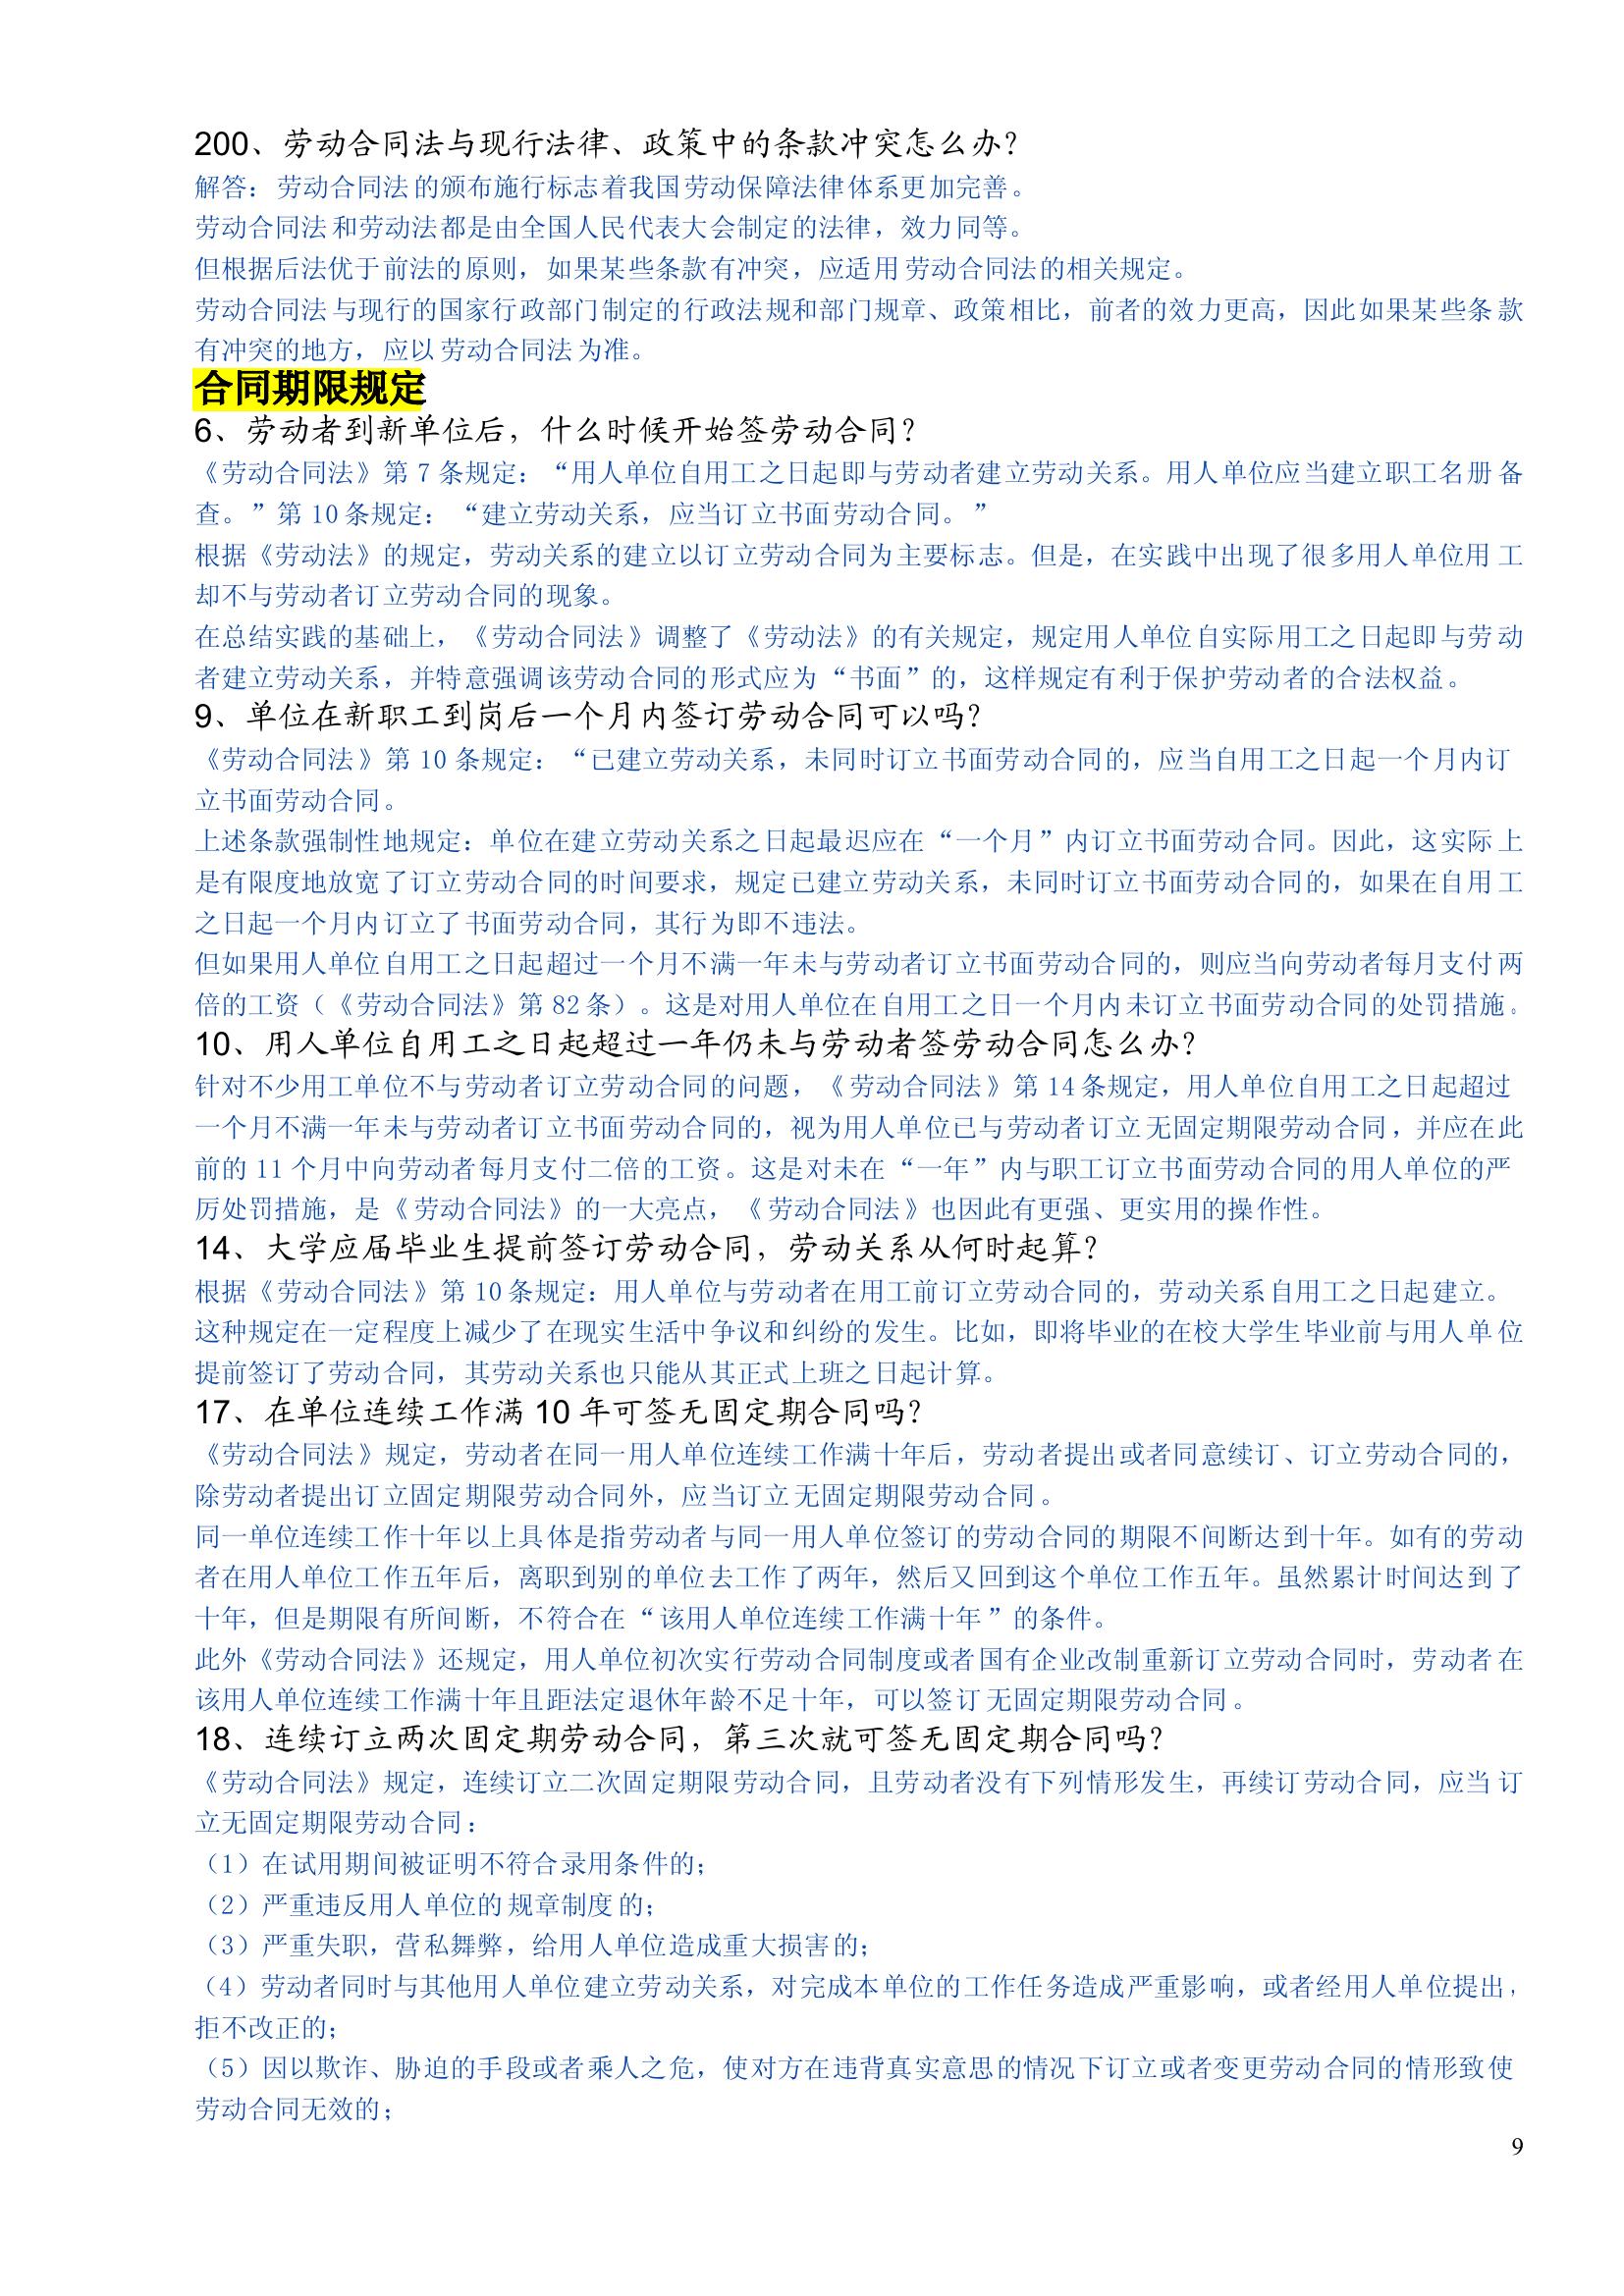 200、劳动合同法与现行法律、政策中的条款冲突怎么办？
解答：劳动合同法的颁布施行标志着我国劳动保障法律体系更加完善。
劳动合同法和劳动法都是由全国人民代表大会制定的法律，效力同等。
但根据后法优于前法的原则，如果某些条款有冲突，应适用劳动合同法的相关规定。
劳动合同法与现行的国家行政部门制定的行政法规和部门规章、政策相比，前者的效力更高，因此如果某些条款
有冲突的地方，应以劳动合同法为准。
合同期限规定
6、劳动者到新单位后，什么时候开始签劳动合同？
《劳动合同法》第 7 条规定：“用人单位自用工之日起即与劳动者建立劳动关系。用人单位应当建立职工名册备
查。”第 10 条规定：“建立劳动关系，应当订立书面劳动合同。”
根据《劳动法》的规定，劳动关系的建立以订立劳动合同为主要标志。但是，在实践中出现了很多用人单位用工
却不与劳动者订立劳动合同的现象。
在总结实践的基础上，《劳动合同法》调整了《劳动法》的有关规定，规定用人单位自实际用工之日起即与劳动
者建立劳动关系，并特意强调该劳动合同的形式应为“书面”的，这样规定有利于保护劳动者的合法权益。
9、单位在新职工到岗后一个月内签订劳动合同可以吗？
《劳动合同法》第 10 条规定：“已建立劳动关系，未同时订立书面劳动合同的，应当自用工之日起一个月内订
立书面劳动合同。
上述条款强制性地规定：单位在建立劳动关系之日起最迟应在“一个月”内订立书面劳动合同。因此，这实际上
是有限度地放宽了订立劳动合同的时间要求，规定已建立劳动关系，未同时订立书面劳动合同的，如果在自用工
之日起一个月内订立了书面劳动合同，其行为即不违法。
但如果用人单位自用工之日起超过一个月不满一年未与劳动者订立书面劳动合同的，则应当向劳动者每月支付两
倍的工资（《劳动合同法》第 82 条）。这是对用人单位在自用工之日一个月内未订立书面劳动合同的处罚措施。
10、用人单位自用工之日起超过一年仍未与劳动者签劳动合同怎么办？
针对不少用工单位不与劳动者订立劳动合同的问题，《劳动合同法》第 14 条规定，用人单位自用工之日起超过
一个月不满一年未与劳动者订立书面劳动合同的，视为用人单位已与劳动者订立无固定期限劳动合同，并应在此
前的 11 个月中向劳动者每月支付二倍的工资。这是对未在“一年”内与职工订立书面劳动合同的用人单位的严
厉处罚措施，是《劳动合同法》的一大亮点，《劳动合同法》也因此有更强、更实用的操作性。
14、大学应届毕业生提前签订劳动合同，劳动关系从何时起算？
根据《劳动合同法》第 10 条规定：用人单位与劳动者在用工前订立劳动合同的，劳动关系自用工之日起建立。
这种规定在一定程度上减少了在现实生活中争议和纠纷的发生。比如，即将毕业的在校大学生毕业前与用人单位
提前签订了劳动合同，其劳动关系也只能从其正式上班之日起计算。
17、在单位连续工作满 10 年可签无固定期合同吗？
《劳动合同法》规定，劳动者在同一用人单位连续工作满十年后，劳动者提出或者同意续订、订立劳动合同的，
除劳动者提出订立固定期限劳动合同外，应当订立无固定期限劳动合同。
同一单位连续工作十年以上具体是指劳动者与同一用人单位签订的劳动合同的期限不间断达到十年。如有的劳动
者在用人单位工作五年后，离职到别的单位去工作了两年，然后又回到这个单位工作五年。虽然累计时间达到了
十年，但是期限有所间断，不符合在“该用人单位连续工作满十年”的条件。
此外《劳动合同法》还规定，用人单位初次实行劳动合同制度或者国有企业改制重新订立劳动合同时，劳动者在
该用人单位连续工作满十年且距法定退休年龄不足十年，可以签订无固定期限劳动合同。
18、连续订立两次固定期劳动合同，第三次就可签无固定期合同吗？
《劳动合同法》规定，连续订立二次固定期限劳动合同，且劳动者没有下列情形发生，再续订劳动合同，应当订
立无固定期限劳动合同：
（1）在试用期间被证明不符合录用条件的；
（2）严重违反用人单位的规章制度的；
（3）严重失职，营私舞弊，给用人单位造成重大损害的；
（4）劳动者同时与其他用人单位建立劳动关系，对完成本单位的工作任务造成严重影响，或者经用人单位提出，
拒不改正的；
（5）因以欺诈、胁迫的手段或者乘人之危，使对方在违背真实意思的情况下订立或者变更劳动合同的情形致使
劳动合同无效的；
9